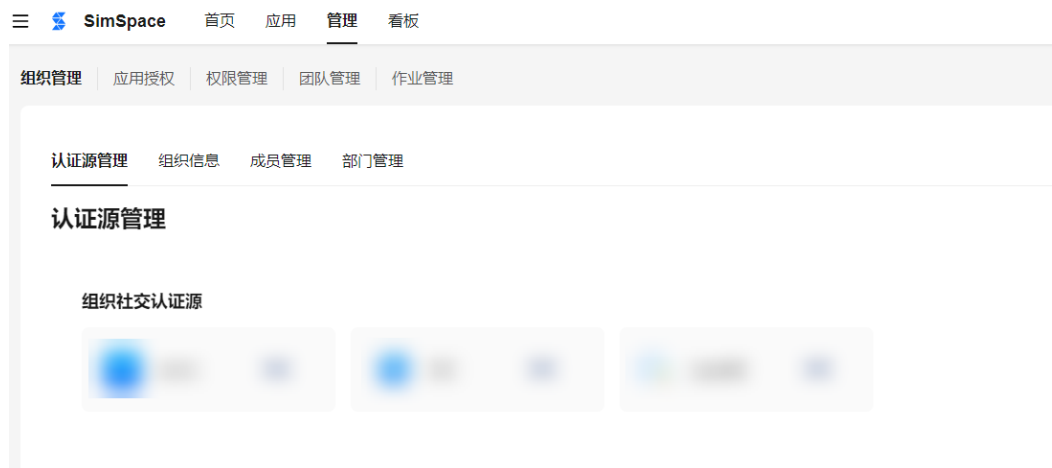 SimSpace 首页 应用 管理 看板
组织管理 应用授权 权限管理 团队管理 作业管理
认证源管理 组织信息 成员管理 部门管理
认证源管理
组织社交认证源